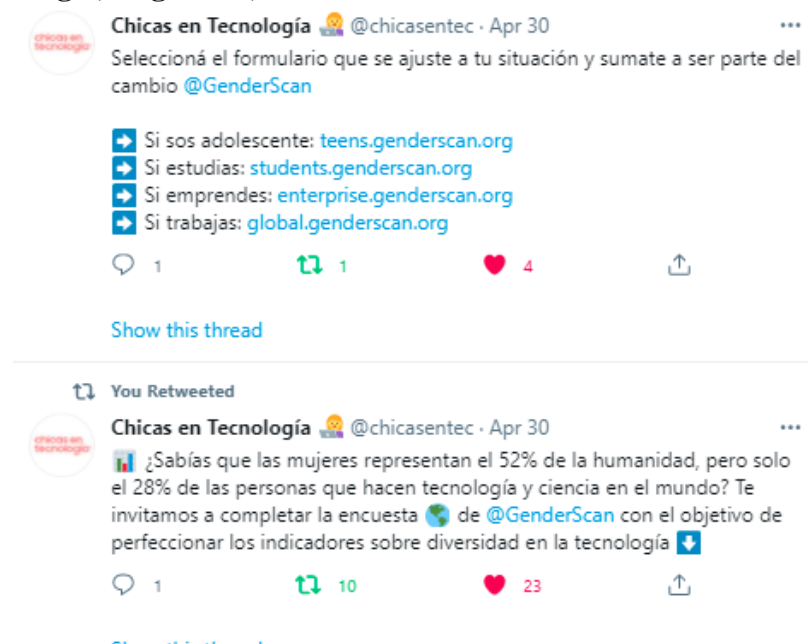 Chicas en Tecnología @chicasentec · Apr 30
chicas en
tecnología
Seleccioná el formulario que se ajuste a tu situación y sumate a ser parte del
cambio @GenderScan
Si sos adolescente: teens.genderscan.org
Si estudias: students.genderscan.org
Si emprendes: enterprise.genderscan.org
Si trabajas: global.genderscan.org
1 1 4
Show this thread
You Retweeted
Chicas en Tecnología @chicasentec · Apr 30
chicas en
tecnología
¿Sabías que las mujeres representan el 52% de la humanidad, pero solo
el 28% de las personas que hacen tecnología y ciencia en el mundo? Te
invitamos a completar la encuesta de @GenderScan con el objetivo de
perfeccionar los indicadores sobre diversidad en la tecnología
1 10 23